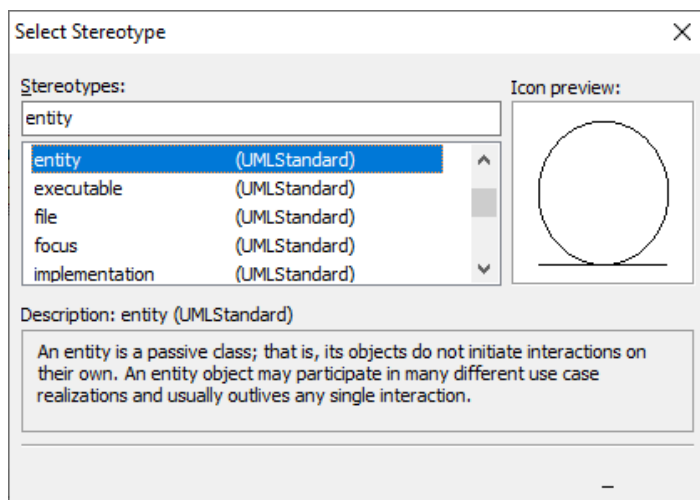 Select Stereotype
Stereotypes:
Icon preview:
entity
entity (UMLStandard)
executable (UMLStandard)
file (UMLStandard)
focus (UMLStandard)
implementation (UMLStandard)
Description: entity (UMLStandard)
An entity is a passive class; that is, its objects do not initiate interactions on
their own. An entity object may participate in many different use case
realizations and usually outlives any single interaction.